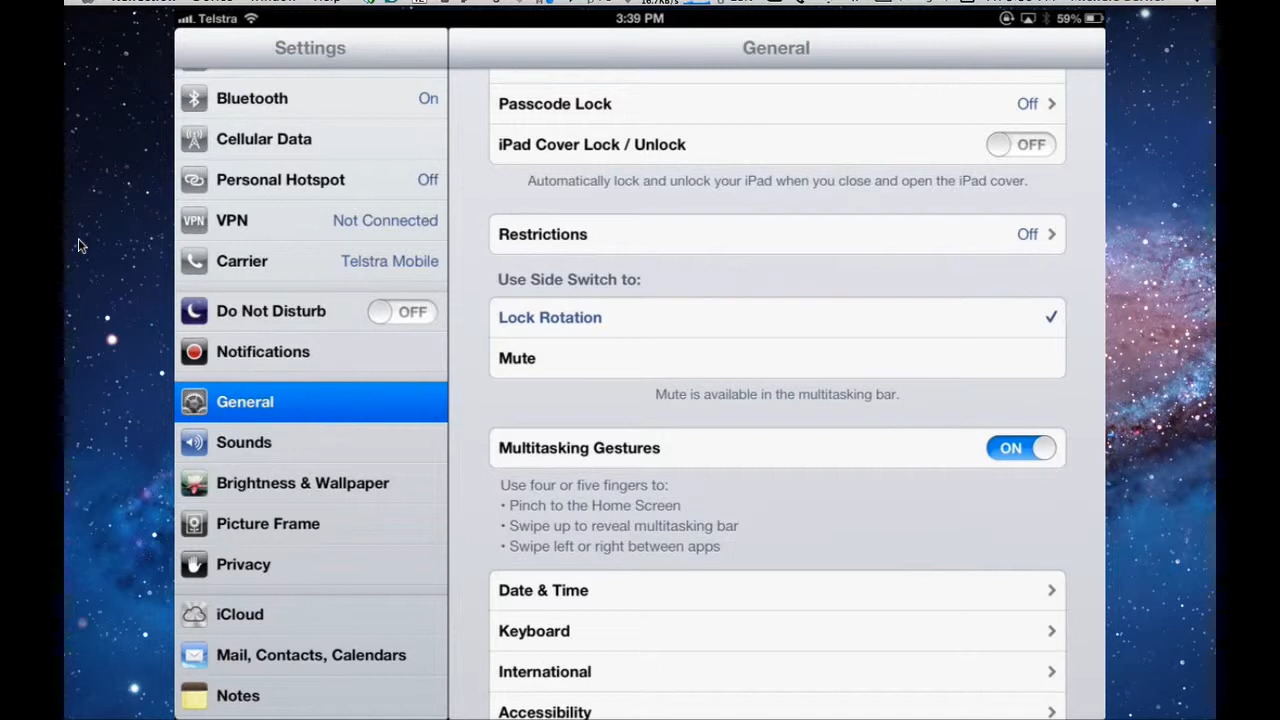 Telstra
3:39 PM
59%
Settings
General
Bluetooth On
Cellular Data
Personal Hotspot Off
VPN VPN Not Connected
Carrier Telstra Mobile
Do Not Disturb OFF
Notifications
General
Sounds
Brightness & Wallpaper
Picture Frame
Privacy
iCloud
Mail, Contacts, Calendars
Notes
Passcode Lock Off
iPad Cover Lock / Unlock OFF
Automatically lock and unlock your iPad when you close and open the iPad cover.
Restrictions Off
Use Side Switch to:
Lock Rotation
Mute
Mute is available in the multitasking bar.
Multitasking Gestures ON
Use four or five fingers to:
• Pinch to the Home Screen
• Swipe up to reveal multitasking bar
• Swipe left or right between apps
Date & Time
Keyboard
International
Accessibility